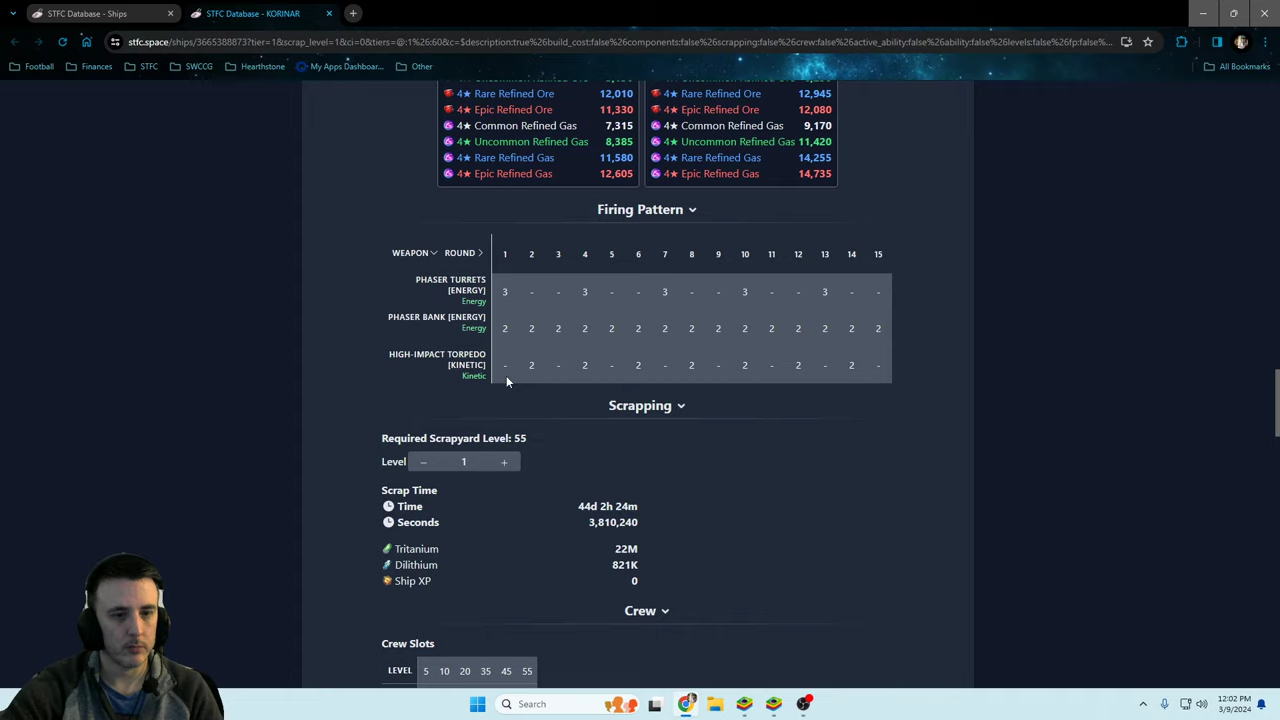 STFC Database - Ships
STFC Database - KORINAR
stfc.space/ships/3665388873?tier=1&scrap_level=1&ci=0&tiers=@:1%26:60&c=$description:true%26build_cost:false%26components:false%26scrapping:false%26crew:false%26active_ability:false%26ability:false%26levels:false%26fp:false%...
Football
Finances
STFC
SWCCG
Hearthstone
My Apps Dashboar...
Other
All Bookmarks
4★ Rare Refined Ore 12,010
4★ Epic Refined Ore 11,330
4★ Common Refined Gas 7,315
4★ Uncommon Refined Gas 8,385
4★ Rare Refined Gas 11,580
4★ Epic Refined Gas 12,605
4★ Rare Refined Ore 12,945
4★ Epic Refined Ore 12,080
4★ Common Refined Gas 9,170
4★ Uncommon Refined Gas 11,420
4★ Rare Refined Gas 14,255
4★ Epic Refined Gas 14,735
Firing Pattern
WEAPON ROUND 1 2 3 4 5 6 7 8 9 10 11 12 13 14 15
PHASER TURRETS
[ENERGY] 3 - - 3 - - 3 - - 3 - - 3 - -
Energy
PHASER BANK [ENERGY]
Energy 2 2 2 2 2 2 2 2 2 2 2 2 2 2 2
HIGH-IMPACT TORPEDO
[KINETIC] - 2 - 2 - 2 - 2 - 2 - 2 - 2 -
Kinetic
Scrapping
Required Scrapyard Level: 55
Level − 1 +
Scrap Time
Time 44d 2h 24m
Seconds 3,810,240
Tritanium 22M
Dilithium 821K
Ship XP 0
Crew
Crew Slots
LEVEL 5 10 20 35 45 55
Search
12:02 PM
3/9/2024